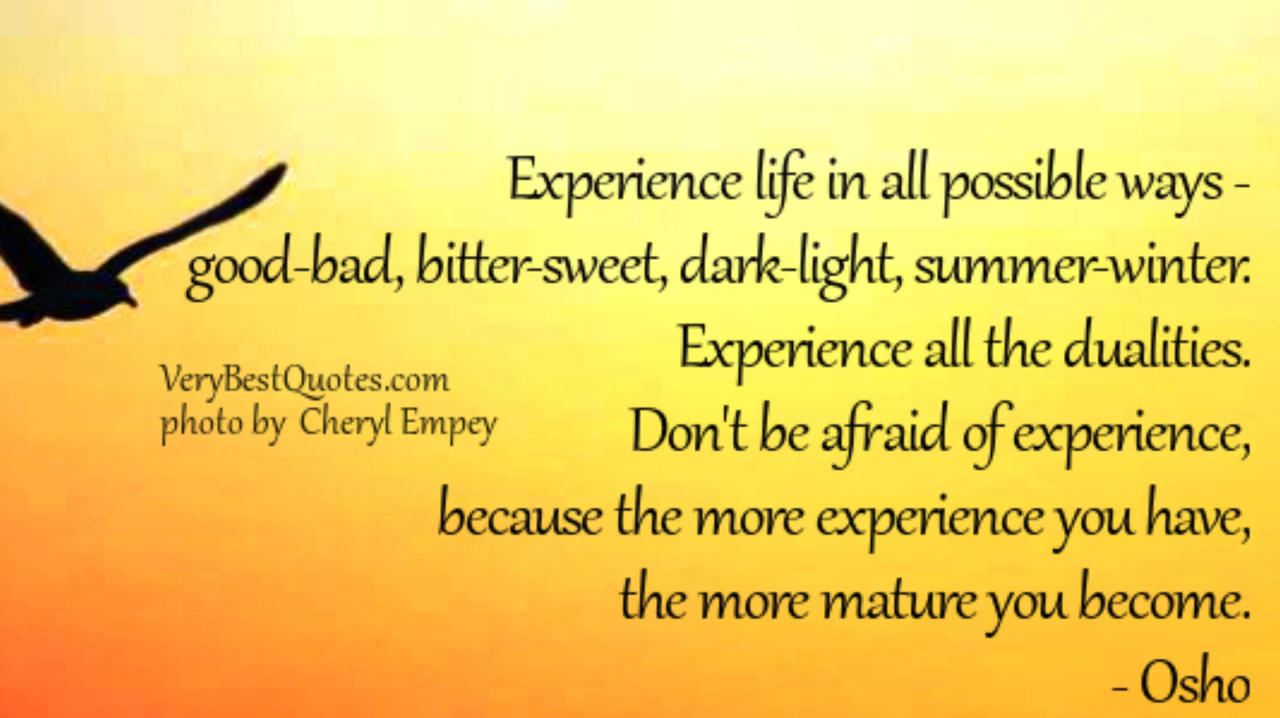 Experience life in all possible ways -
good-bad, bitter-sweet, dark-light, summer-winter.
Experience all the dualities.
Don't be afraid of experience,
because the more experience you have,
the more mature you become.
- Osho
VeryBestQuotes.com
photo by Cheryl Empey